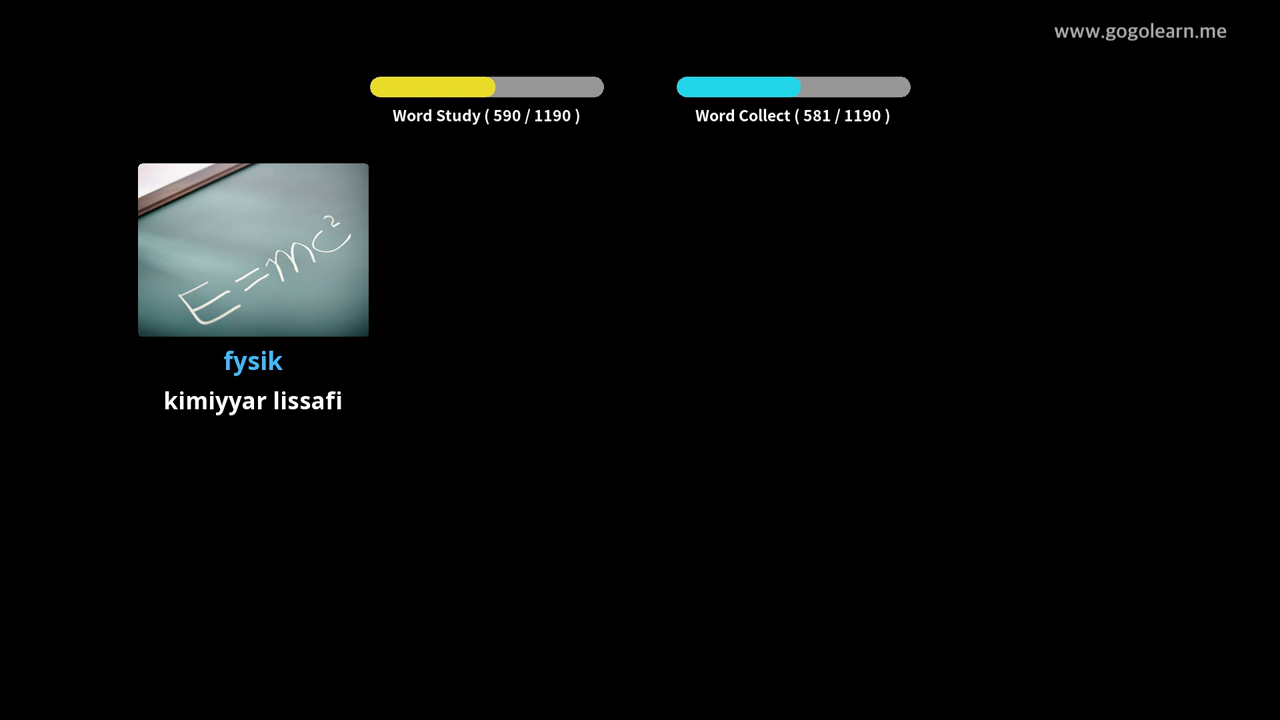 www.gogolearn.me
Word Study ( 590 / 1190 )
Word Collect ( 581 / 1190 )
E=mc²
fysik
kimiyyar lissafi